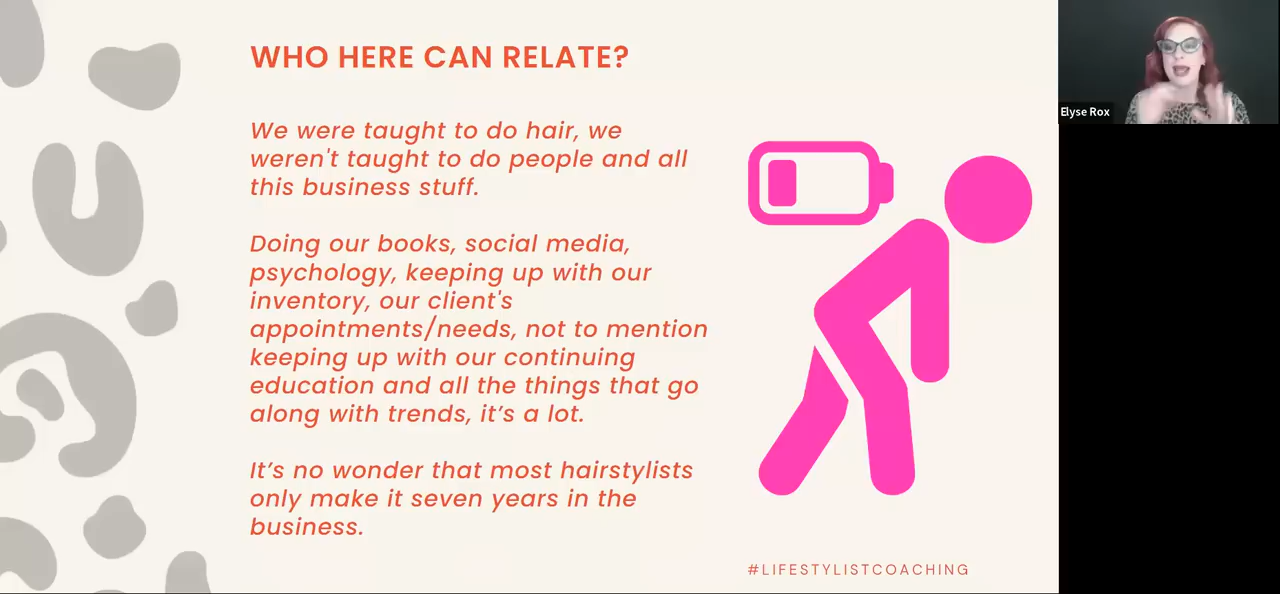 WHO HERE CAN RELATE?
We were taught to do hair, we
weren't taught to do people and all
this business stuff.
Doing our books, social media,
psychology, keeping up with our
inventory, our client's
appointments/needs, not to mention
keeping up with our continuing
education and all the things that go
along with trends, it’s a lot.
It’s no wonder that most hairstylists
only make it seven years in the
business.
#LIFESTYLISTCOACHING
Elyse Rox